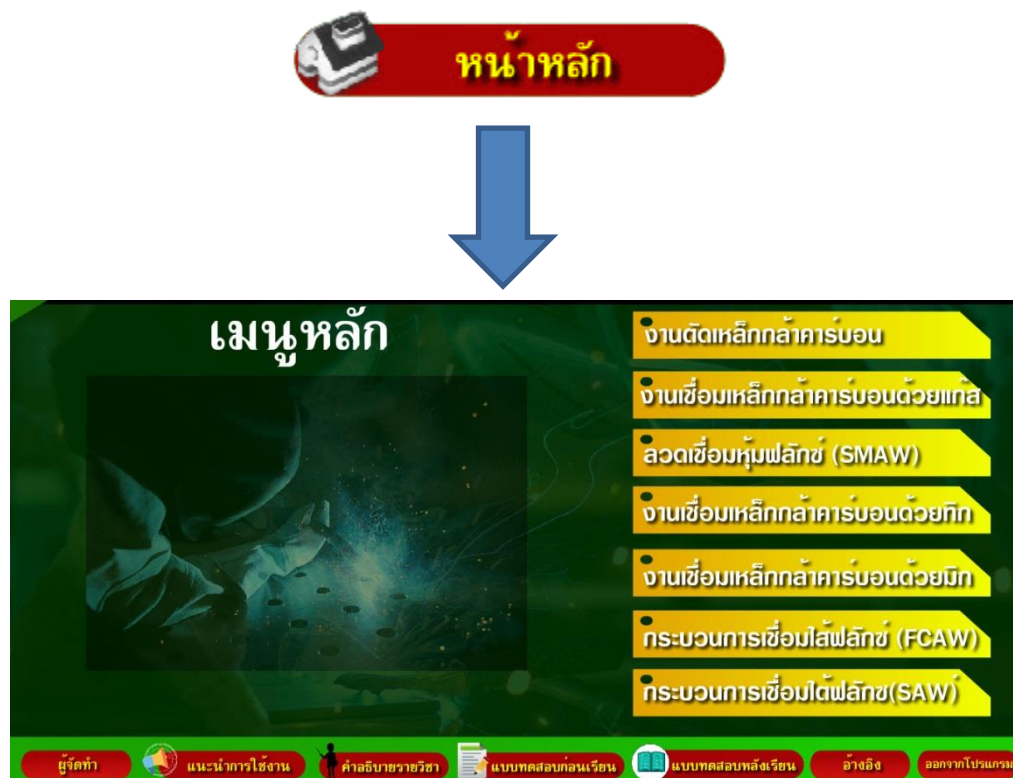 หน้าหลัก
เมนูหลัก
งานตัดเหล็กกล้าคาร์บอน
งานเชื่อมเหล็กกล้าคาร์บอนด้วยแก๊ส
ลวดเชื่อมหุ้มฟลักซ์ (SMAW)
งานเชื่อมเหล็กกล้าคาร์บอนด้วยทิก
งานเชื่อมเหล็กกล้าคาร์บอนด้วยมิก
กระบวนการเชื่อมไส้ฟลักซ์ (FCAW)
กระบวนการเชื่อมใต้ฟลักซ์(SAW)
ผู้จัดทำ แนะนำการใช้งาน คำอธิบายรายวิชา แบบทดสอบก่อนเรียน แบบทดสอบหลังเรียน อ้างอิง ออกจากโปรแกรม